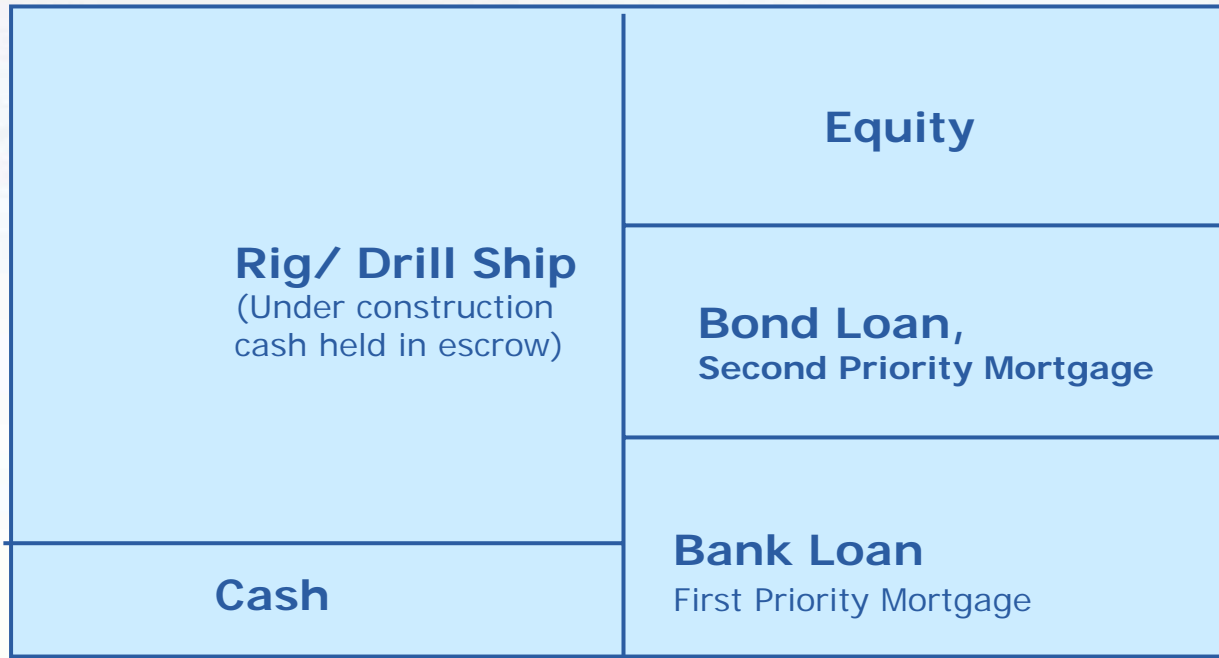 Rig/ Drill Ship
(Under construction
cash held in escrow)
Cash
Equity
Bond Loan,
Second Priority Mortgage
Bank Loan
First Priority Mortgage